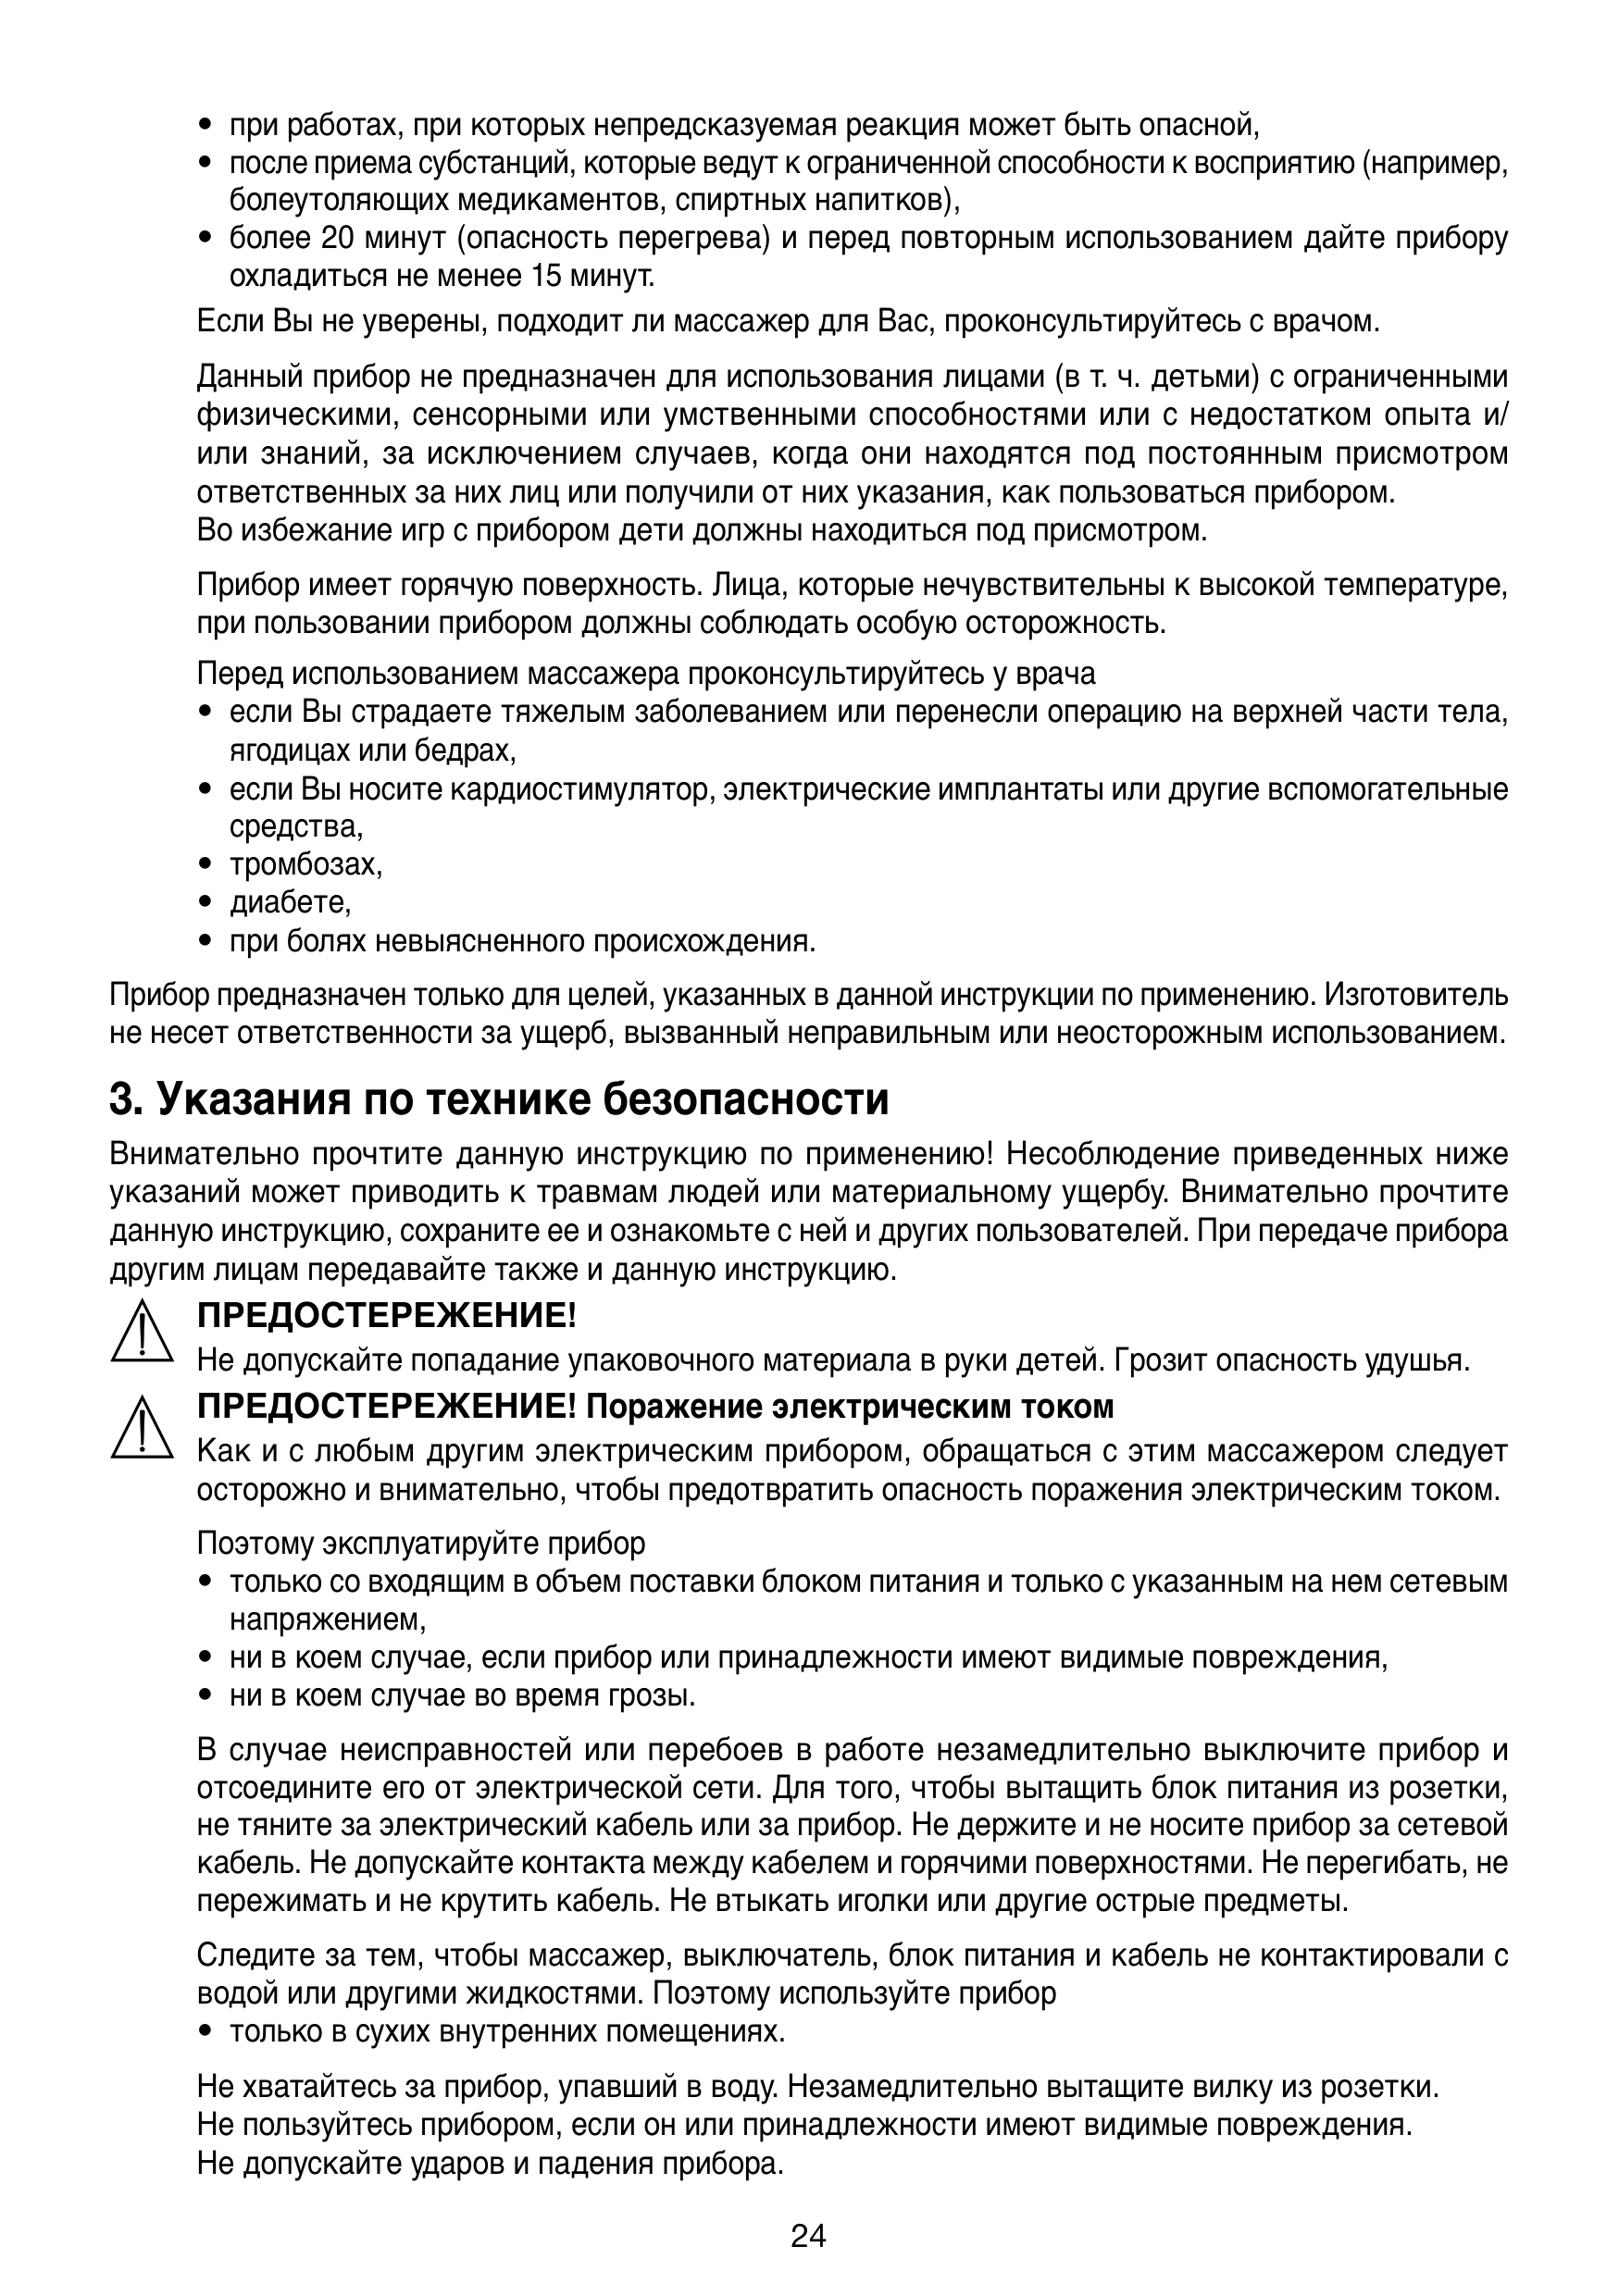 • при работах, при которых непредсказуемая реакция может быть опасной,
• после приема субстанций, которые ведут к ограниченной способности к восприятию (например,
болеутоляющих медикаментов, спиртных напитков),
• более 20 минут (опасность перегрева) и перед повторным использованием дайте прибору
охладиться не менее 15 минут.
Если Вы не уверены, подходит ли массажер для Вас, проконсультируйтесь с врачом.
Данный прибор не предназначен для использования лицами (в т. ч. детьми) с ограниченными
физическими, сенсорными или умственными способностями или с недостатком опыта и/
или знаний, за исключением случаев, когда они находятся под постоянным присмотром
ответственных за них лиц или получили от них указания, как пользоваться прибором.
Во избежание игр с прибором дети должны находиться под присмотром.
Прибор имеет горячую поверхность. Лица, которые нечувствительны к высокой температуре,
при пользовании прибором должны соблюдать особую осторожность.
Перед использованием массажера проконсультируйтесь у врача
• если Вы страдаете тяжелым заболеванием или перенесли операцию на верхней части тела,
ягодицах или бедрах,
• если Вы носите кардиостимулятор, электрические имплантаты или другие вспомогательные
средства,
• тромбозах,
• диабете,
• при болях невыясненного происхождения.
Прибор предназначен только для целей, указанных в данной инструкции по применению. Изготовитель
не несет ответственности за ущерб, вызванный неправильным или неосторожным использованием.
3. Указания по технике безопасности
Внимательно прочтите данную инструкцию по применению! Несоблюдение приведенных ниже
указаний может приводить к травмам людей или материальному ущербу. Внимательно прочтите
данную инструкцию, сохраните ее и ознакомьте с ней и других пользователей. При передаче прибора
другим лицам передавайте также и данную инструкцию.
ПРЕДОСТЕРЕЖЕНИЕ!
Не допускайте попадание упаковочного материала в руки детей. Грозит опасность удушья.
ПРЕДОСТЕРЕЖЕНИЕ! Поражение электрическим током
Как и с любым другим электрическим прибором, обращаться с этим массажером следует
осторожно и внимательно, чтобы предотвратить опасность поражения электрическим током.
Поэтому эксплуатируйте прибор
• только со входящим в объем поставки блоком питания и только с указанным на нем сетевым
напряжением,
• ни в коем случае, если прибор или принадлежности имеют видимые повреждения,
• ни в коем случае во время грозы.
В случае неисправностей или перебоев в работе незамедлительно выключите прибор и
отсоедините его от электрической сети. Для того, чтобы вытащить блок питания из розетки,
не тяните за электрический кабель или за прибор. Не держите и не носите прибор за сетевой
кабель. Не допускайте контакта между кабелем и горячими поверхностями. Не перегибать, не
пережимать и не крутить кабель. Не втыкать иголки или другие острые предметы.
Следите за тем, чтобы массажер, выключатель, блок питания и кабель не контактировали с
водой или другими жидкостями. Поэтому используйте прибор
• только в сухих внутренних помещениях.
Не хватайтесь за прибор, упавший в воду. Незамедлительно вытащите вилку из розетки.
Не пользуйтесь прибором, если он или принадлежности имеют видимые повреждения.
Не допускайте ударов и падения прибора.
24